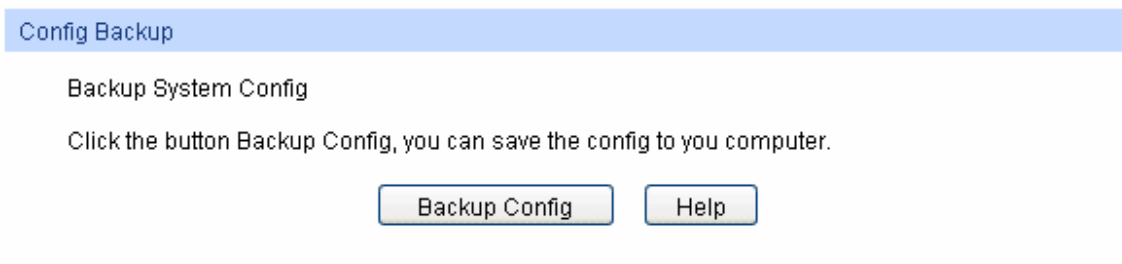 Config Backup
Backup System Config
Click the button Backup Config, you can save the config to you computer.
Backup Config Help